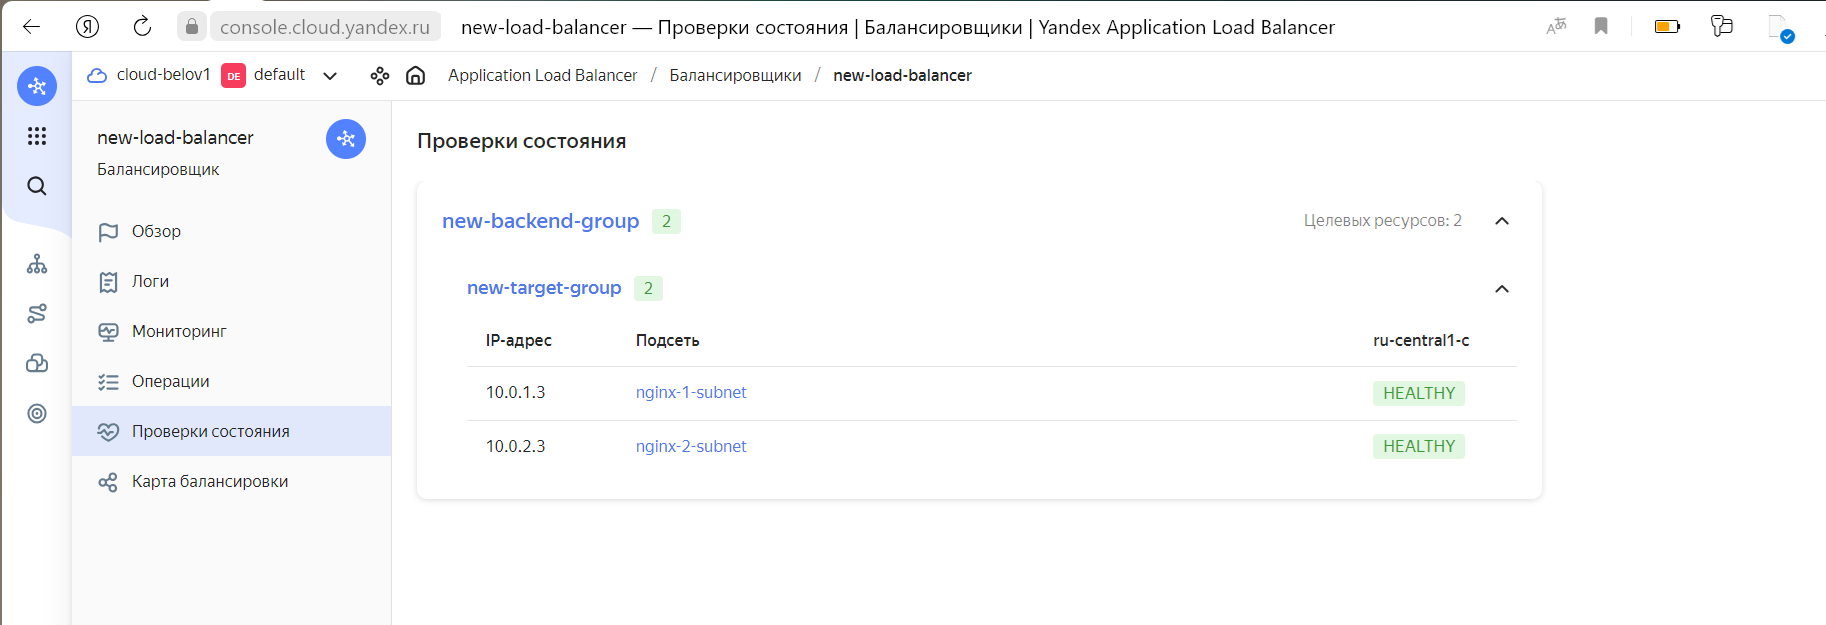 Я console.cloud.yandex.ru new-load-balancer — Проверки состояния | Балансировщики | Yandex Application Load Balancer
cloud-belov1 DE default Application Load Balancer / Балансировщики / new-load-balancer
new-load-balancer
Балансировщик
Обзор
Логи
Мониторинг
Операции
Проверки состояния
Карта балансировки
Проверки состояния
new-backend-group 2 Целевых ресурсов: 2
new-target-group 2
IP-адрес Подсеть ru-central1-c
10.0.1.3 nginx-1-subnet HEALTHY
10.0.2.3 nginx-2-subnet HEALTHY